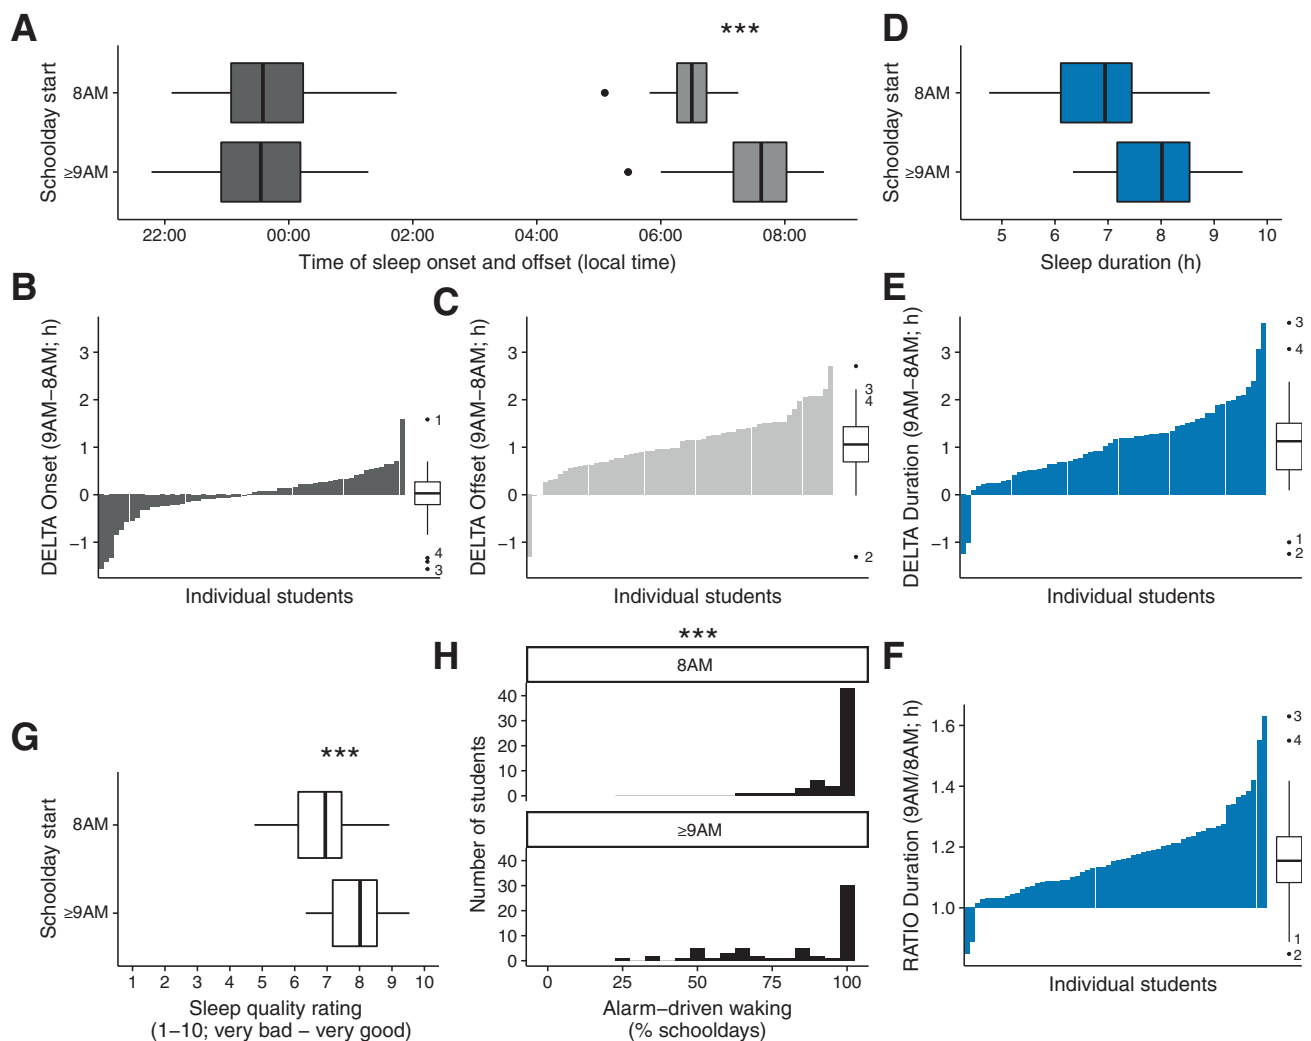 A
***
Schoolday start
8AM
≥9AM
22:00 00:00 02:00 04:00 06:00 08:00
Time of sleep onset and offset (local time)
D
Schoolday start
8AM
≥9AM
5 6 7 8 9 10
Sleep duration (h)
B
DELTA Onset (9AM−8AM; h)
3
2
1
0
−1
1
4
3
Individual students
C
DELTA Offset (9AM−8AM; h)
3
2
1
0
−1
3
4
2
Individual students
E
DELTA Duration (9AM−8AM; h)
3
2
1
0
−1
3
4
1
2
Individual students
G
***
Schoolday start
8AM
≥9AM
1 2 3 4 5 6 7 8 9 10
Sleep quality rating
(1−10; very bad − very good)
H
***
8AM
Number of students
40
30
20
10
0
≥9AM
40
30
20
10
0
0 25 50 75 100
Alarm−driven waking
(% schooldays)
F
RATIO Duration (9AM/8AM; h)
1.6
1.4
1.2
1.0
3
4
1
2
Individual students